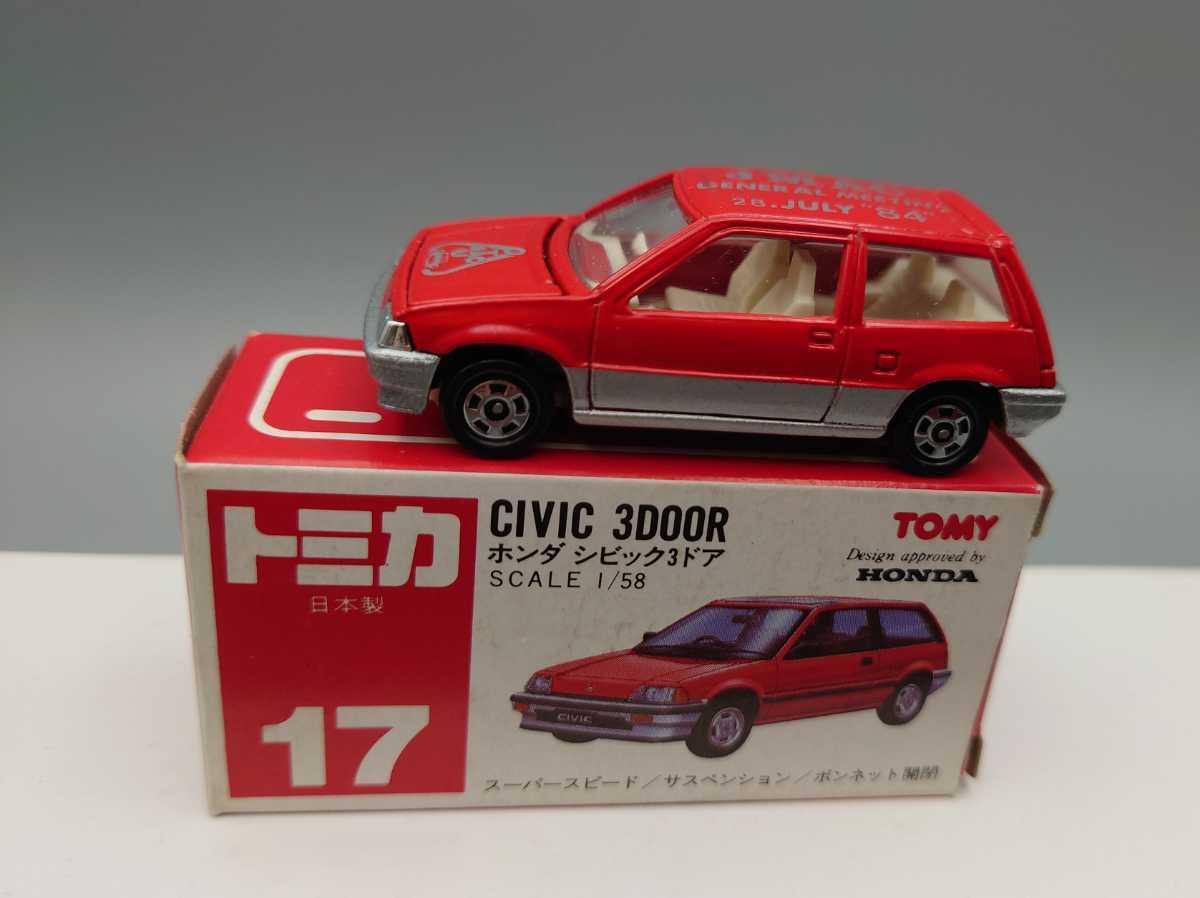 GENERAL MEETING
28.JULY "84"
トミカ
日本製
17
CIVIC 3DOOR
ホンダ シビック3ドア
SCALE 1/58
TOMY
Design approved by
HONDA
CIVIC
スーパースピード/サスペンション/ボンネット開閉